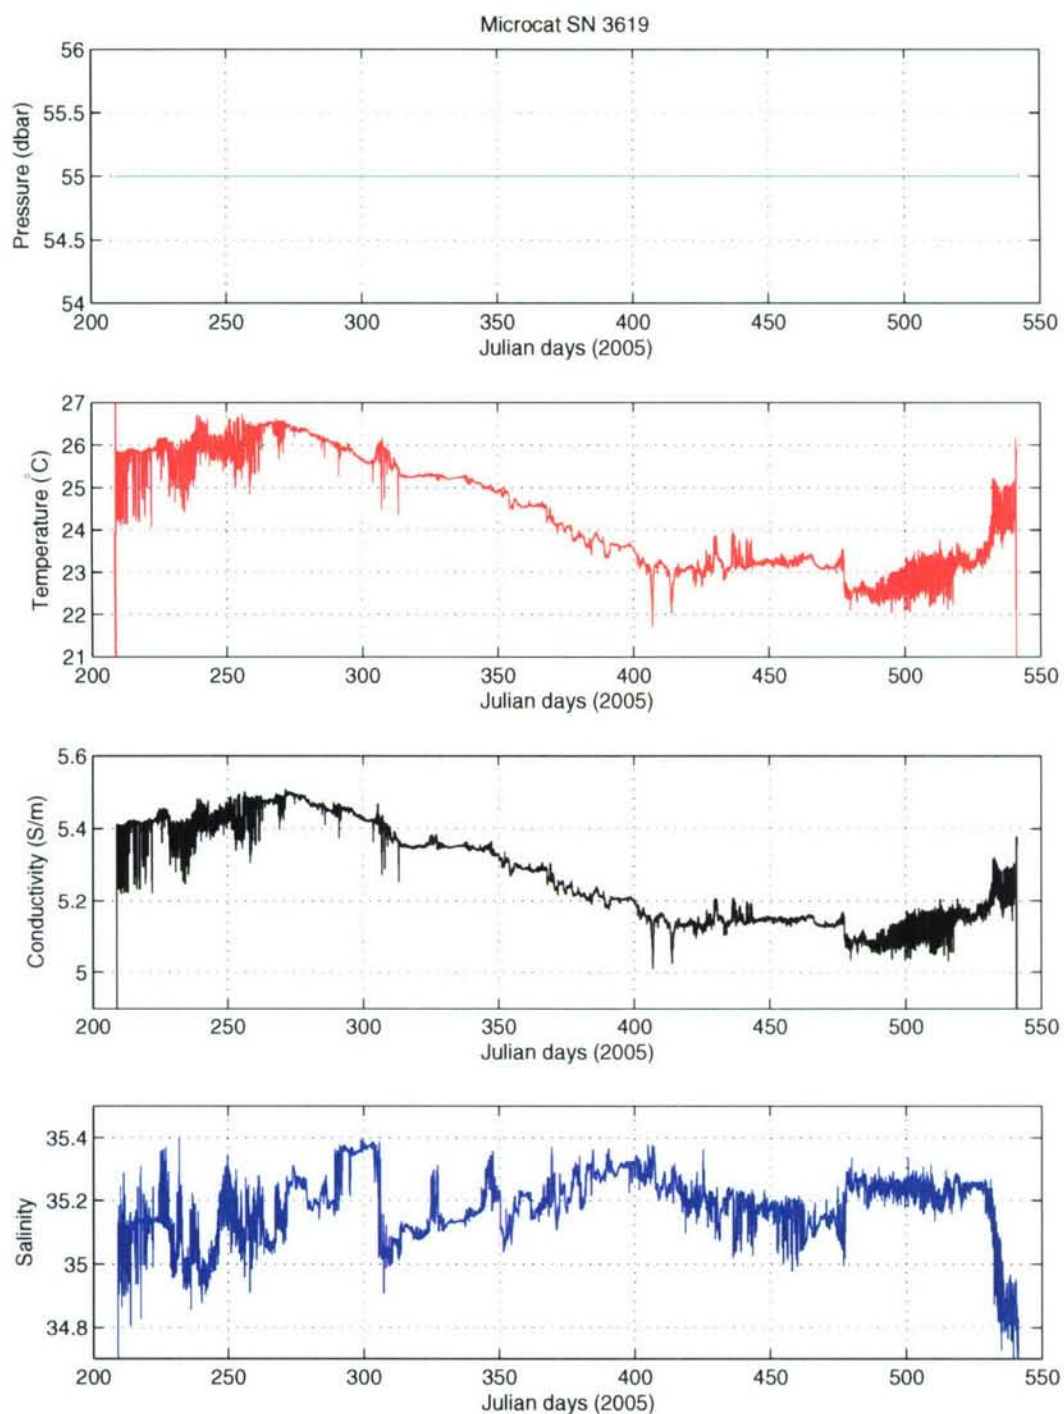 Microcat SN 3619
56
55.5
55
54.5
54
Pressure (dbar)
200 250 300 350 400 450 500 550
Julian days (2005)
27
26
25
24
23
22
21
Temperature (°C)
200 250 300 350 400 450 500 550
Julian days (2005)
5.6
5.4
5.2
5
Conductivity (S/m)
200 250 300 350 400 450 500 550
Julian days (2005)
35.4
35.2
35
34.8
Salinity
200 250 300 350 400 450 500 550
Julian days (2005)